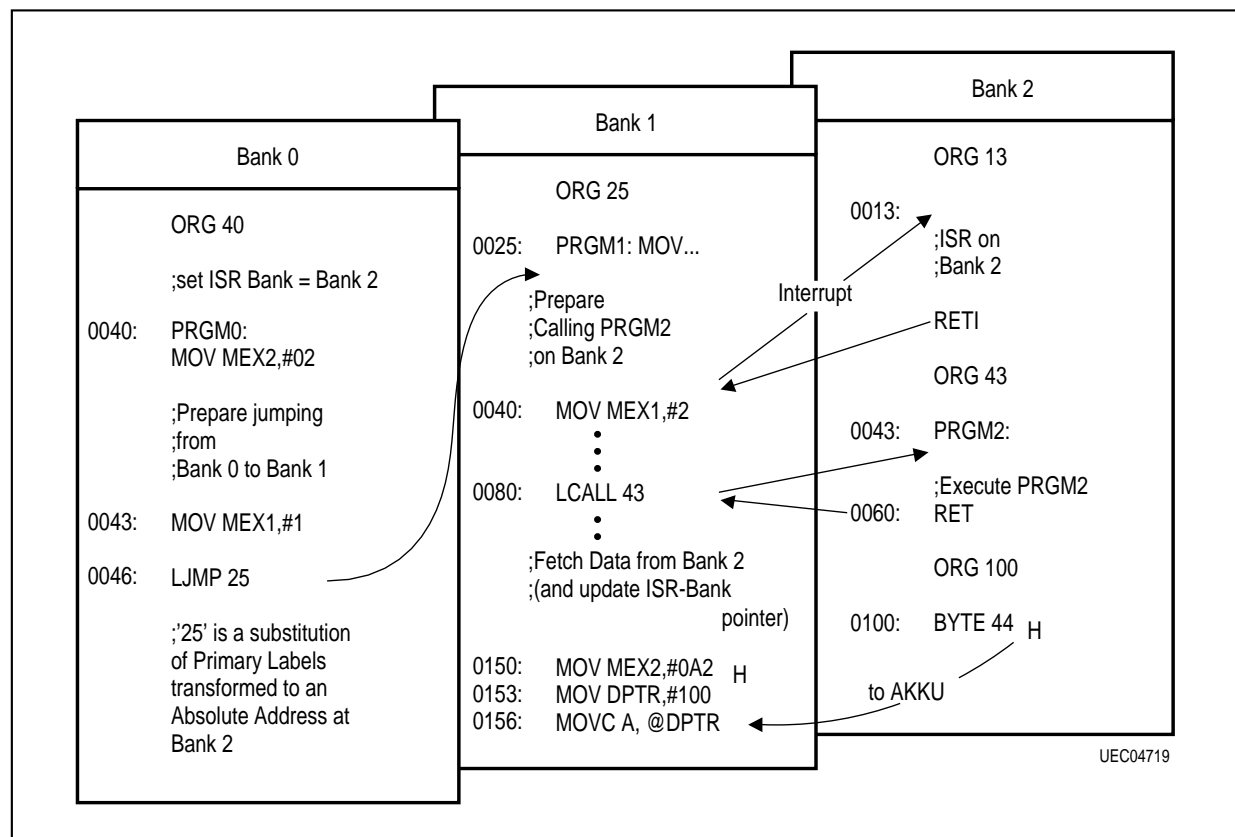 Bank 0
ORG 40
;set ISR Bank = Bank 2
0040: PRGM0:
MOV MEX2,#02
;Prepare jumping
;from
;Bank 0 to Bank 1
0043: MOV MEX1,#1
0046: LJMP 25
;'25' is a substitution
of Primary Labels
transformed to an
Absolute Address at
Bank 2
Bank 1
ORG 25
0025: PRGM1: MOV...
;Prepare
;Calling PRGM2
;on Bank 2
0040: MOV MEX1,#2
0080: LCALL 43
;Fetch Data from Bank 2
;(and update ISR-Bank
pointer)
0150: MOV MEX2,#0A2 H
0153: MOV DPTR,#100
0156: MOVC A, @DPTR
Interrupt
Bank 2
ORG 13
0013:
;ISR on
;Bank 2
RETI
ORG 43
0043: PRGM2:
;Execute PRGM2
0060: RET
ORG 100
0100: BYTE 44 H
to AKKU
UEC04719